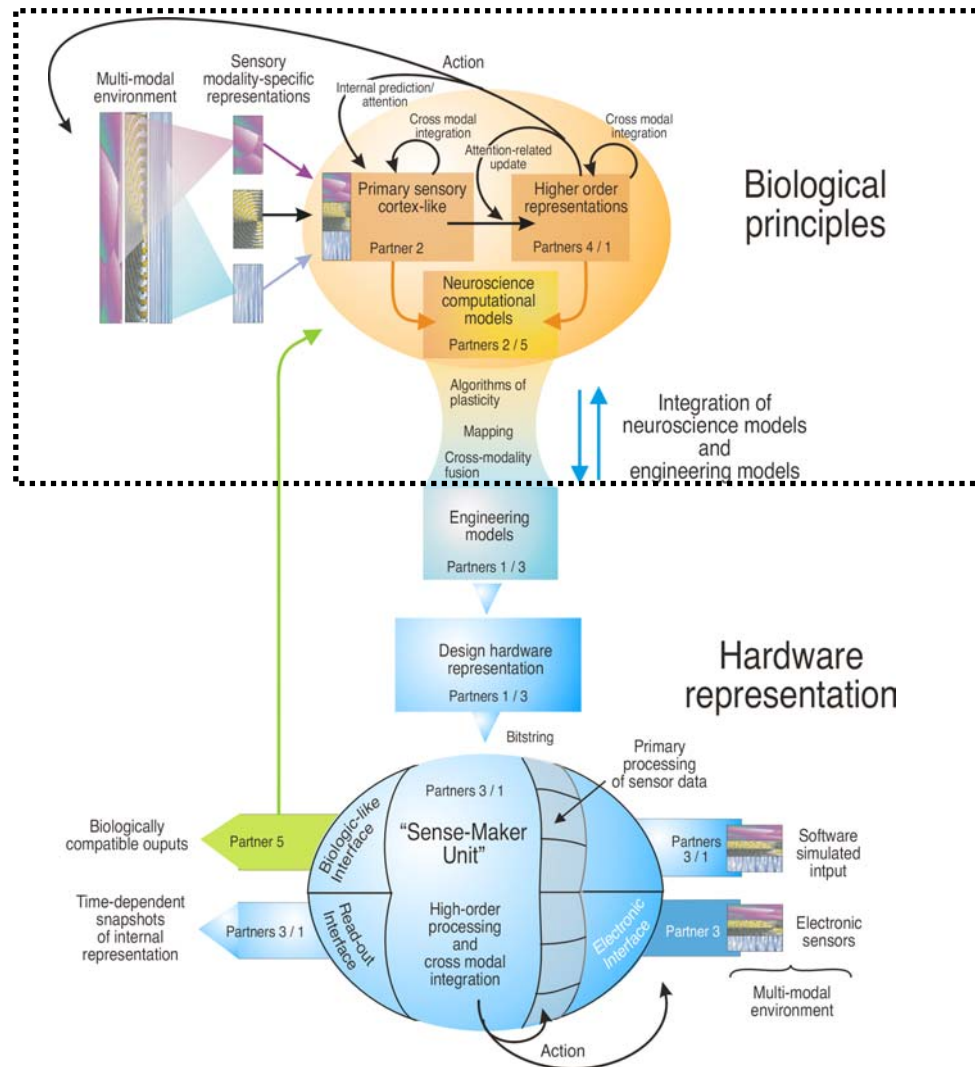 Action
Multi-modal
environment
Sensory
modality-specific
representations
Internal prediction/
attention
Cross modal
integration
Cross modal
integration
Attention-related
update
Primary sensory
cortex-like
Partner 2
Higher order
representations
Partners 4 / 1
Biological
principles
Neuroscience
computational
models
Partners 2 / 5
Algorithms of
plasticity
Mapping
Cross-modality
fusion
Integration of
neuroscience models
and
engineering models
Engineering
models
Partners 1 / 3
Design hardware
representation
Partners 1 / 3
Hardware
representation
Bitstring
Primary
processing
of sensor data
Partners 3 / 1
"Sense-Maker
Unit"
High-order
processing
and
cross modal
integration
Biologic-like
Interface
Read-out
Interface
Electronic
Interface
Biologically
compatible ouputs
Partner 5
Time-dependent
snapshots
of internal
representation
Partners 3 / 1
Partners
3 / 1
Software
simulated
intput
Partner 3
Electronic
sensors
Multi-modal
environment
Action